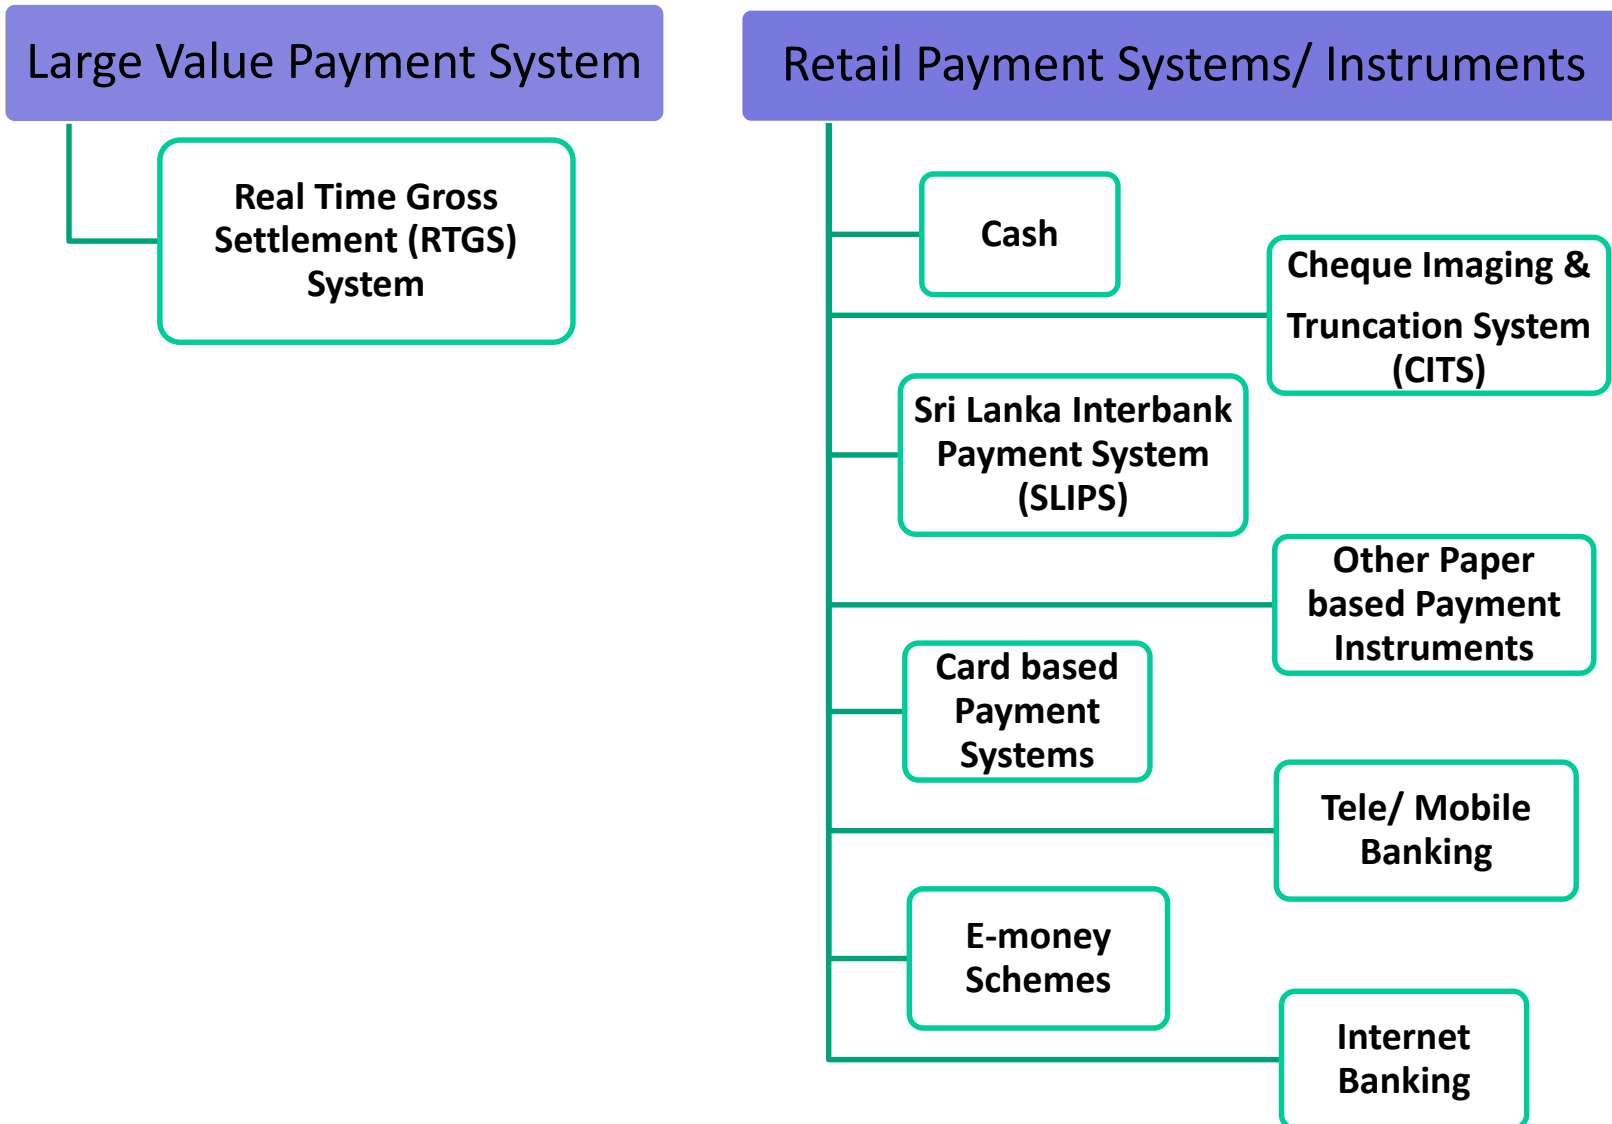 Large Value Payment System
Real Time Gross
Settlement (RTGS)
System
Retail Payment Systems/ Instruments
Cash
Cheque Imaging &
Truncation System
(CITS)
Sri Lanka Interbank
Payment System
(SLIPS)
Other Paper
based Payment
Instruments
Card based
Payment
Systems
Tele/ Mobile
Banking
E-money
Schemes
Internet
Banking